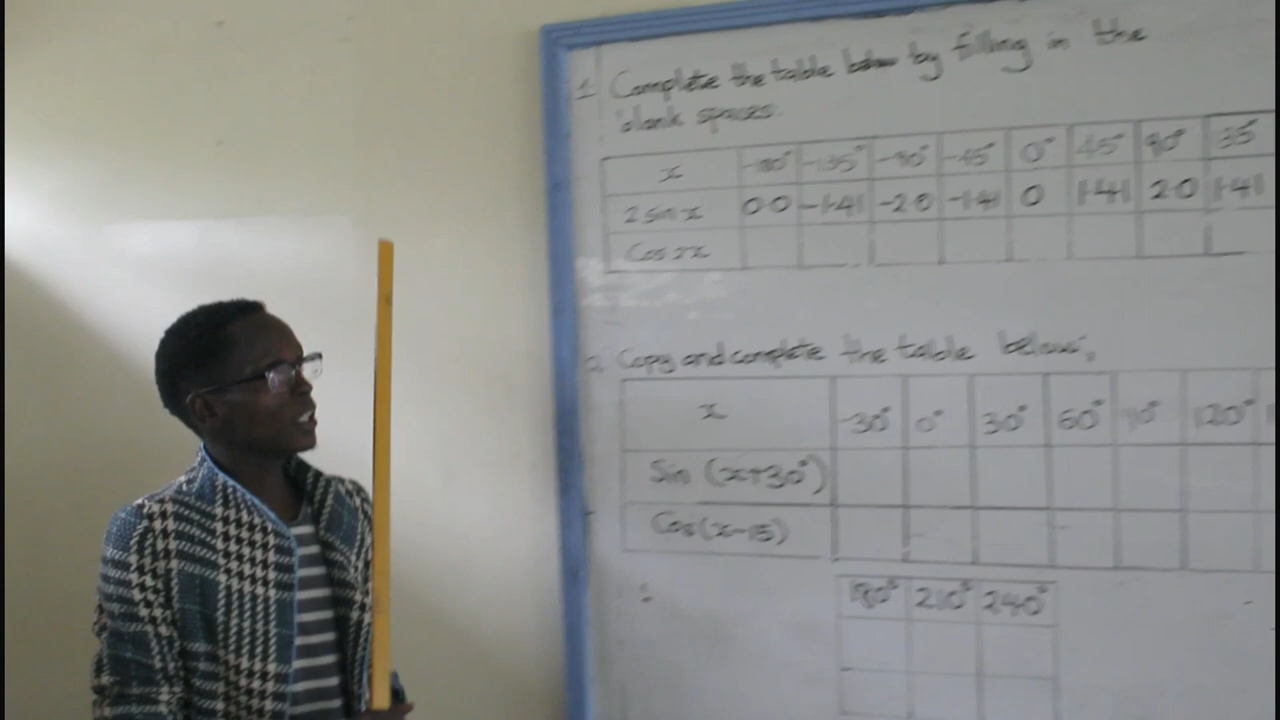 1 Complete the table below by filling in the
blank spaces.
x -180° -135° -90° -45° 0° 45° 90° 135
2 sin x 0.0 -1.41 -2.0 -1.41 0 1.41 2.0 1.41
Cos 2x
2 Copy and complete the table below,
x -30° 0° 30° 60° 90° 120°
Sin (x+30°)
Cos(x-15)
180° 210° 240°